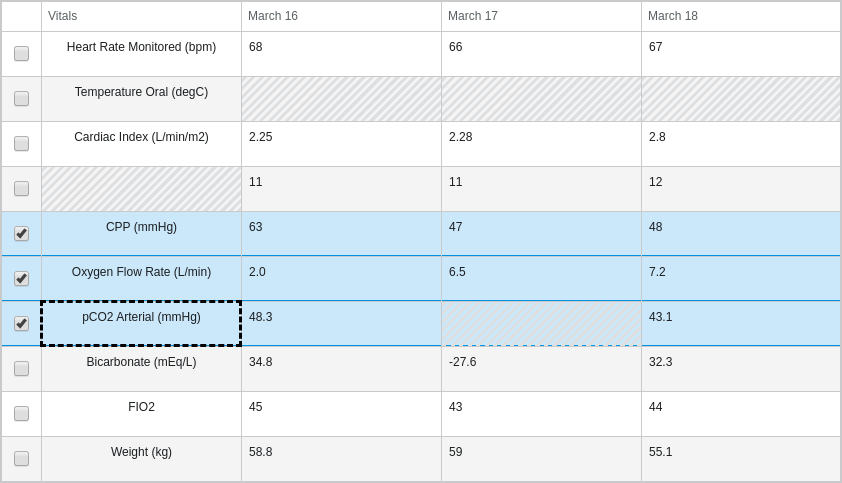 Vitals March 16 March 17 March 18
Heart Rate Monitored (bpm) 68 66 67
Temperature Oral (degC)
Cardiac Index (L/min/m2) 2.25 2.28 2.8
11 11 12
CPP (mmHg) 63 47 48
Oxygen Flow Rate (L/min) 2.0 6.5 7.2
pCO2 Arterial (mmHg) 48.3 43.1
Bicarbonate (mEq/L) 34.8 -27.6 32.3
FIO2 45 43 44
Weight (kg) 58.8 59 55.1